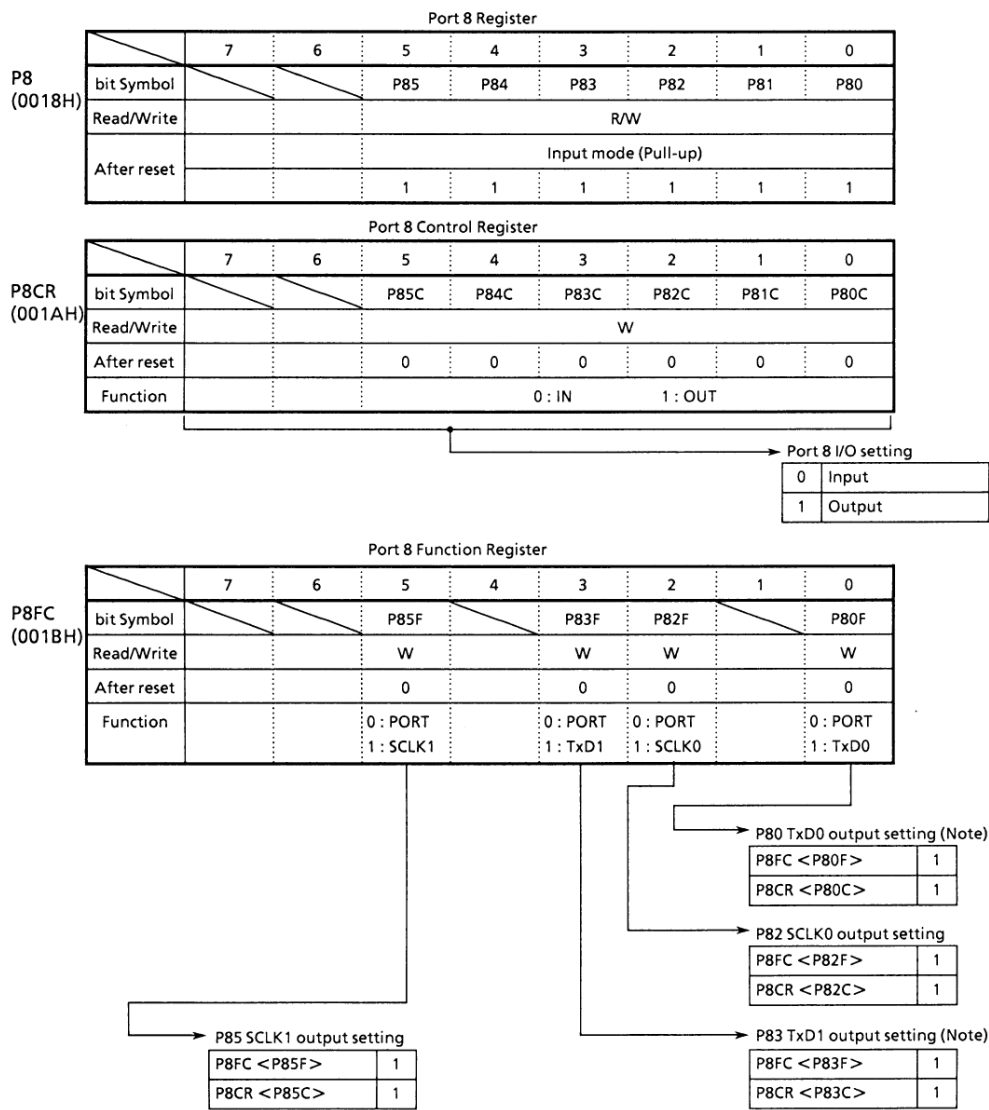 Port 8 Register
7 6 5 4 3 2 1 0
P8 (0018H)
bit Symbol P85 P84 P83 P82 P81 P80
Read/Write R/W
After reset Input mode (Pull-up)
1 1 1 1 1 1
Port 8 Control Register
7 6 5 4 3 2 1 0
P8CR (001AH)
bit Symbol P85C P84C P83C P82C P81C P80C
Read/Write W
After reset 0 0 0 0 0 0
Function 0 : IN 1 : OUT
Port 8 I/O setting
0 Input
1 Output
Port 8 Function Register
7 6 5 4 3 2 1 0
P8FC (001BH)
bit Symbol P85F P83F P82F P80F
Read/Write W W W W
After reset 0 0 0 0
Function 0 : PORT 0 : PORT 0 : PORT 0 : PORT
1 : SCLK1 1 : TxD1 1 : SCLK0 1 : TxD0
P80 TxD0 output setting (Note)
P8FC <P80F> 1
P8CR <P80C> 1
P82 SCLK0 output setting
P8FC <P82F> 1
P8CR <P82C> 1
P85 SCLK1 output setting
P8FC <P85F> 1
P8CR <P85C> 1
P83 TxD1 output setting (Note)
P8FC <P83F> 1
P8CR <P83C> 1